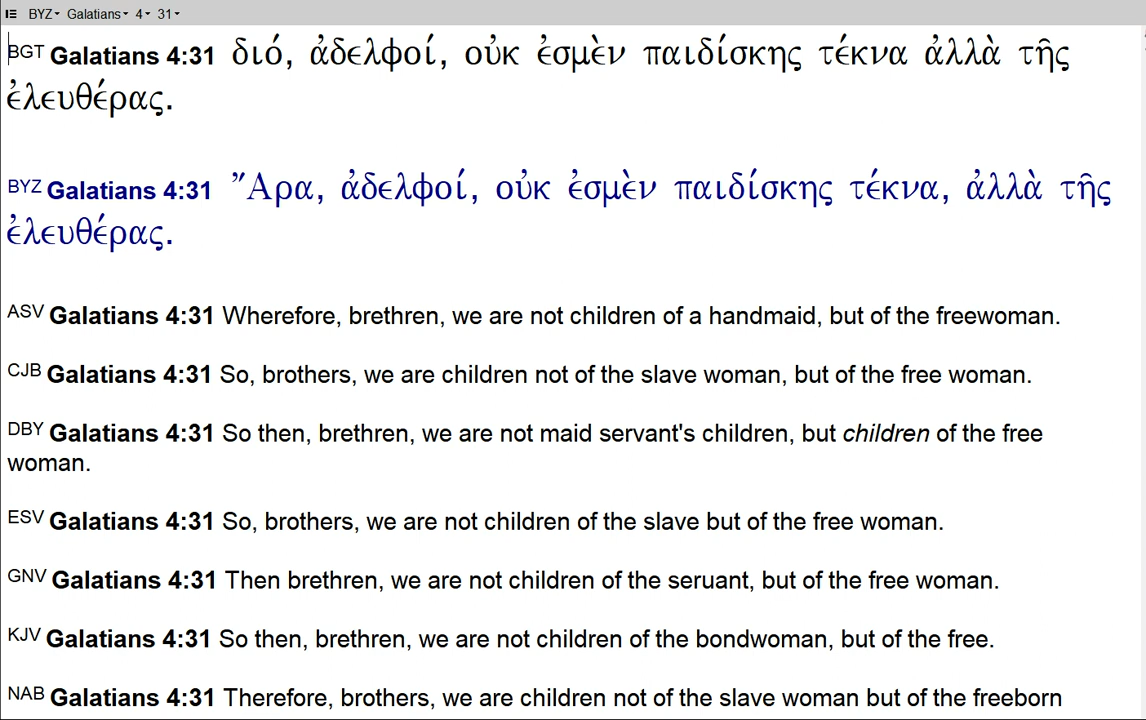 BYZ Galatians 4 31
BGT Galatians 4:31 διό, ἀδελφοί, οὐκ ἐσμὲν παιδίσκης τέκνα ἀλλὰ τῆς
ἐλευθέρας.
BYZ Galatians 4:31 Ἄρα, ἀδελφοί, οὐκ ἐσμὲν παιδίσκης τέκνα, ἀλλὰ τῆς
ἐλευθέρας.
ASV Galatians 4:31 Wherefore, brethren, we are not children of a handmaid, but of the freewoman.
CJB Galatians 4:31 So, brothers, we are children not of the slave woman, but of the free woman.
DBY Galatians 4:31 So then, brethren, we are not maid servant's children, but children of the free
woman.
ESV Galatians 4:31 So, brothers, we are not children of the slave but of the free woman.
GNV Galatians 4:31 Then brethren, we are not children of the seruant, but of the free woman.
KJV Galatians 4:31 So then, brethren, we are not children of the bondwoman, but of the free.
NAB Galatians 4:31 Therefore, brothers, we are children not of the slave woman but of the freeborn